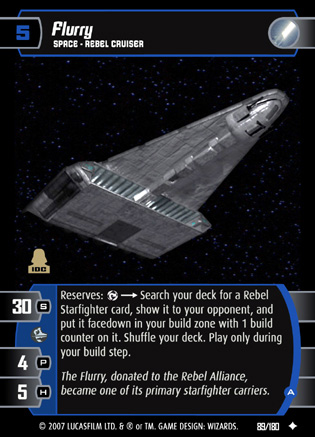 5
Flurry
SPACE - REBEL CRUISER
IDC
30 S
4 P
5 H
Reserves: → Search your deck for a Rebel
Starfighter card, show it to your opponent, and
put it facedown in your build zone with 1 build
counter on it. Shuffle your deck. Play only during
your build step.
The Flurry, donated to the Rebel Alliance,
became one of its primary starfighter carriers.
A
© 2007 LUCASFILM LTD. & ® or TM. GAME DESIGN: WIZARDS. 89/180